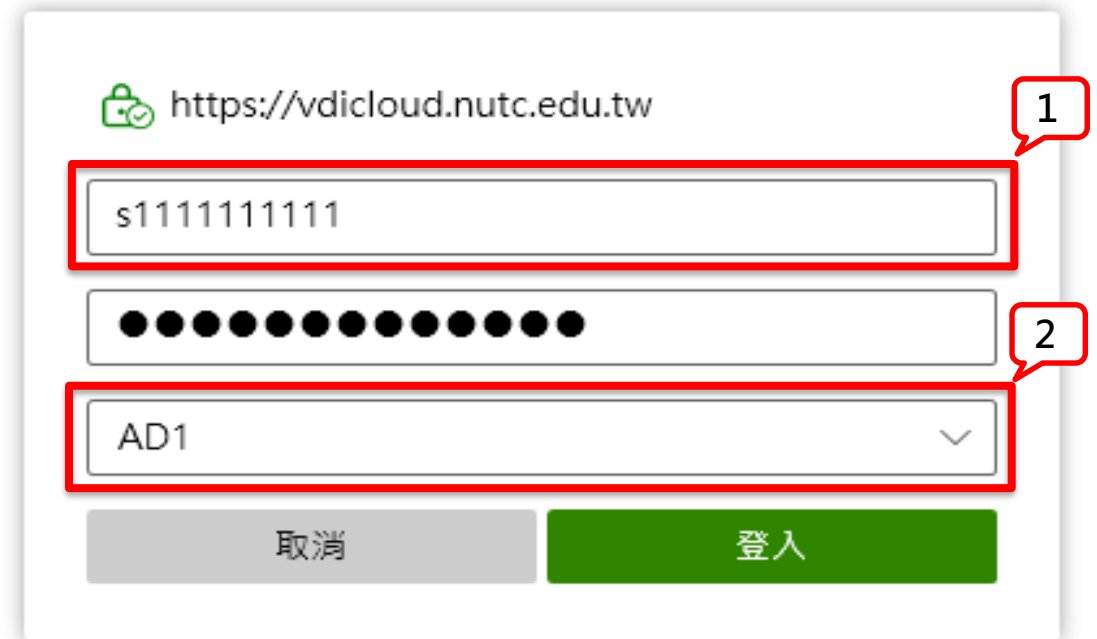 https://vdicloud.nutc.edu.tw
1
s1111111111
●●●●●●●●●●●●●
2
AD1
取消
登入